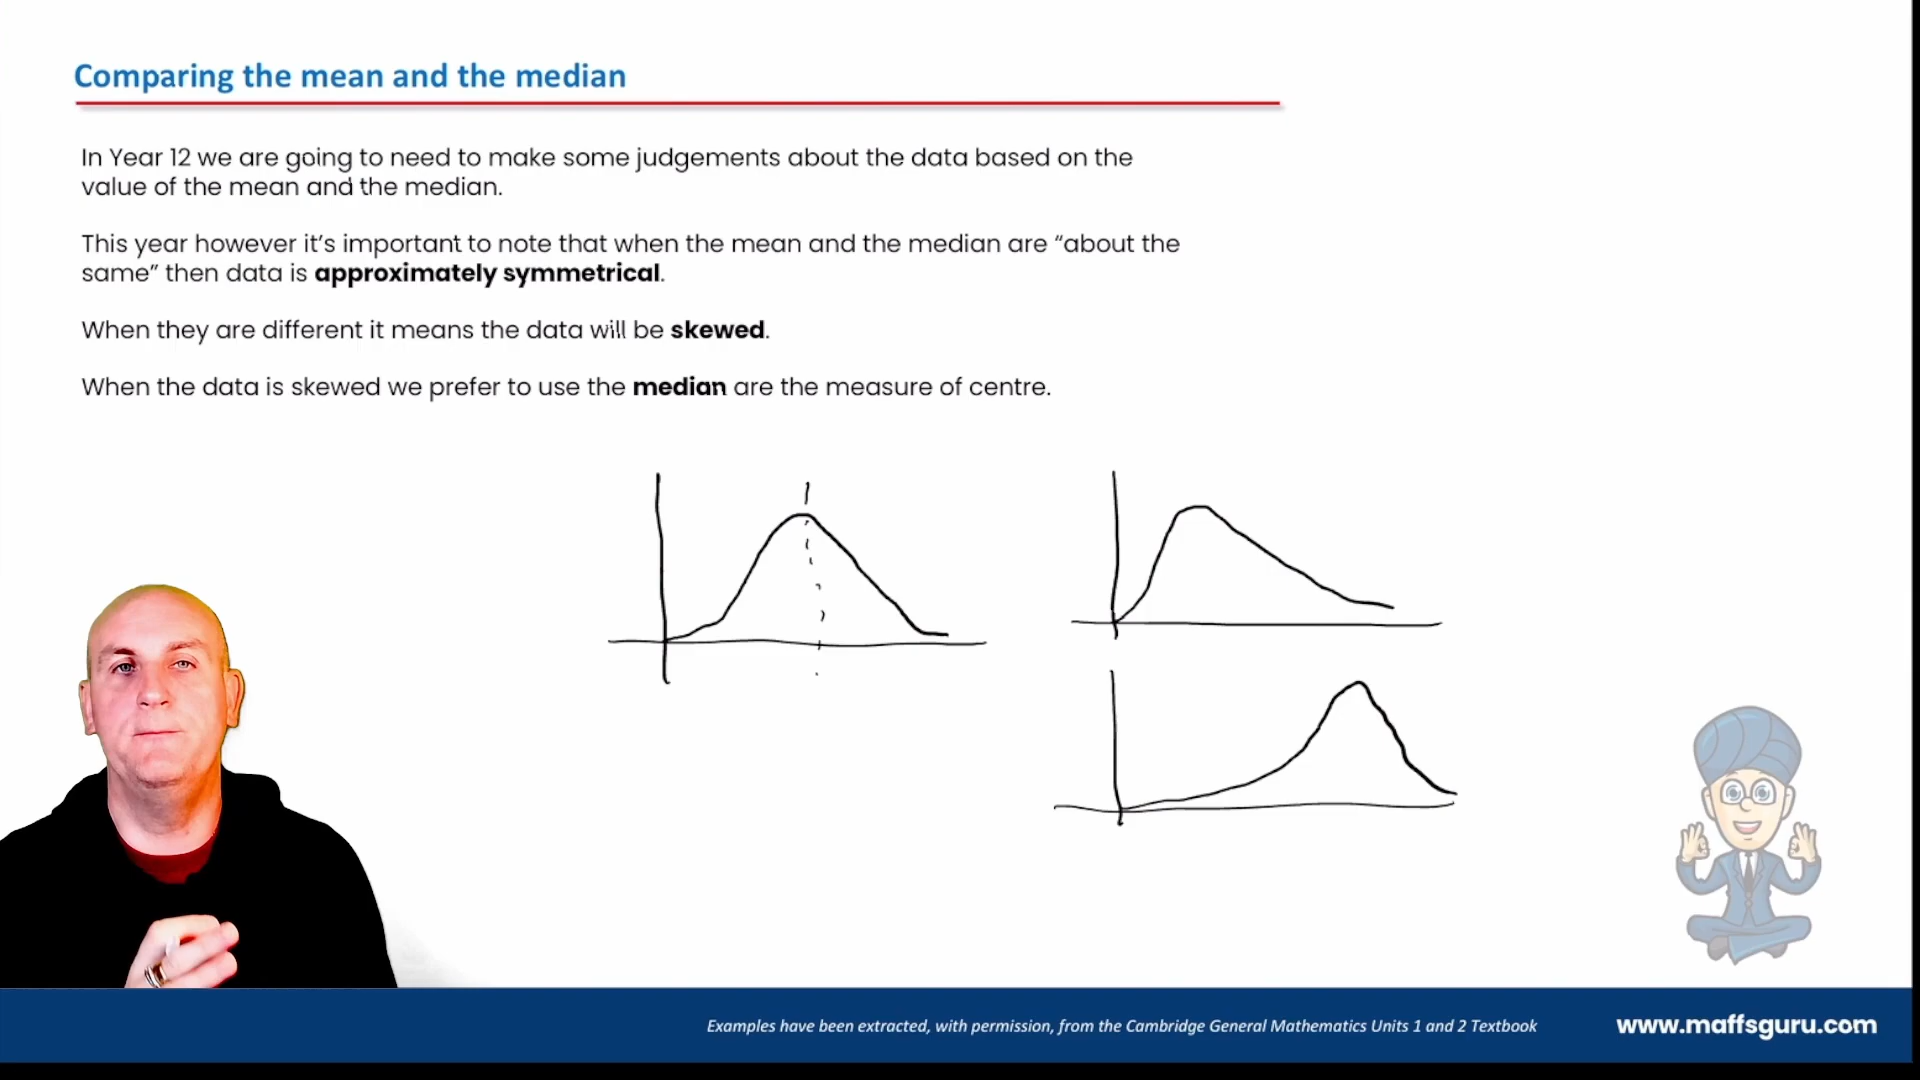 Comparing the mean and the median
In Year 12 we are going to need to make some judgements about the data based on the
value of the mean and the median.
This year however it's important to note that when the mean and the median are “about the
same” then data is approximately symmetrical.
When they are different it means the data will be skewed.
When the data is skewed we prefer to use the median are the measure of centre.
Examples have been extracted, with permission, from the Cambridge General Mathematics Units 1 and 2 Textbook
www.maffsguru.com